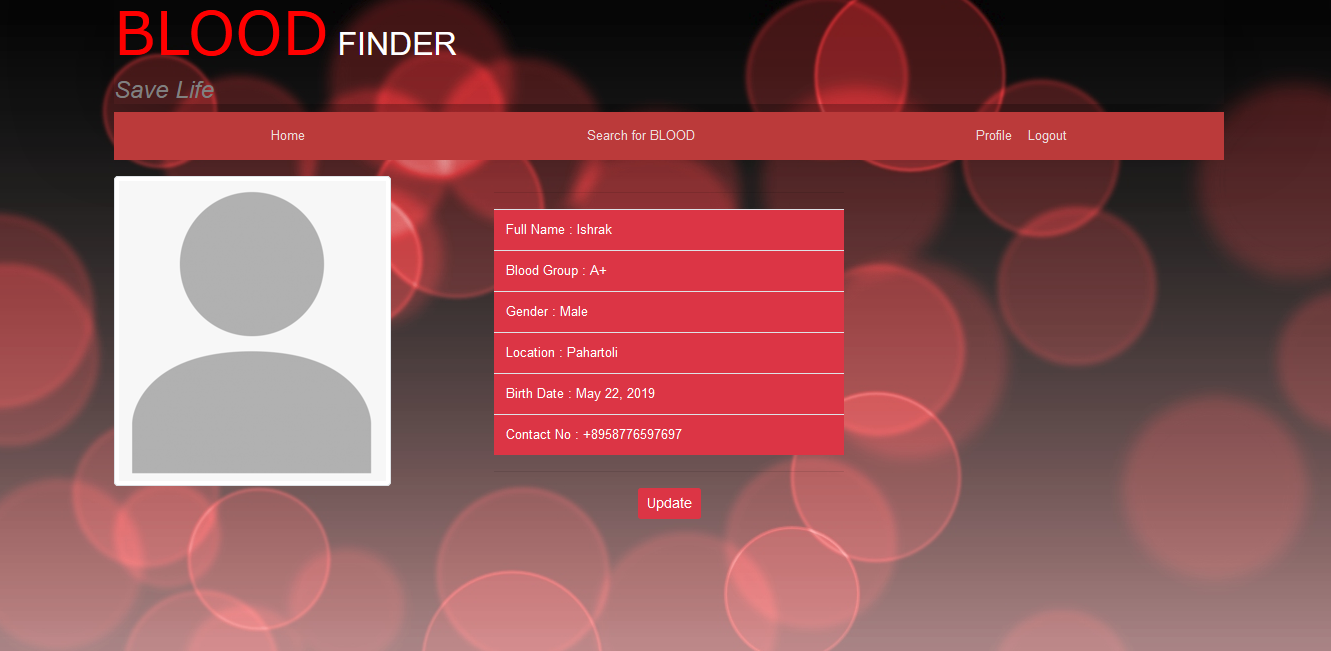 BLOOD FINDER
Save Life
Home Search for BLOOD Profile Logout
Full Name : Ishrak
Blood Group : A+
Gender : Male
Location : Pahartoli
Birth Date : May 22, 2019
Contact No : +8958776597697
Update